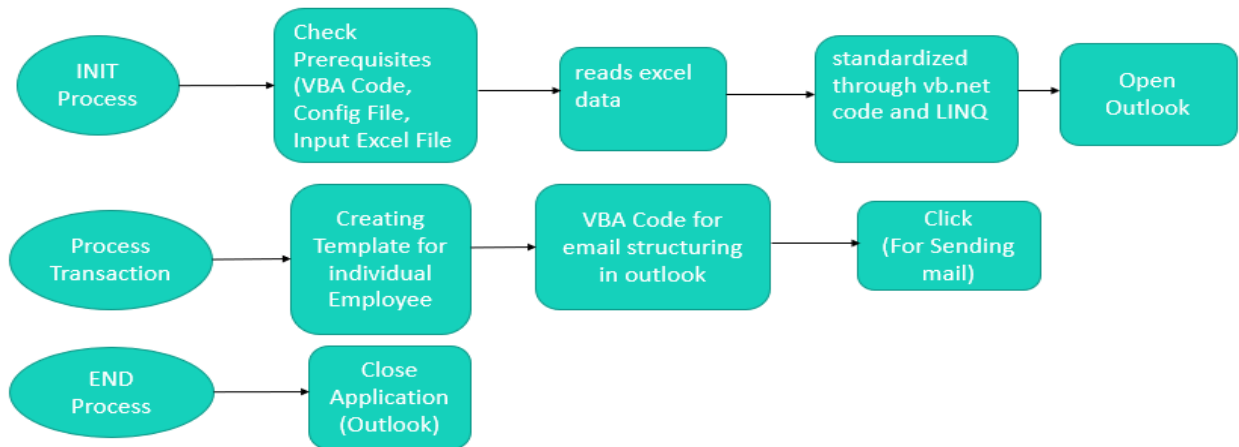 INIT
Process
Check
Prerequisites
(VBA Code,
Config File,
Input Excel File
reads excel
data
standardized
through vb.net
code and LINQ
Open
Outlook
Process
Transaction
Creating
Template for
individual
Employee
VBA Code for
email structuring
in outlook
Click
(For Sending
mail)
END
Process
Close
Application
(Outlook)